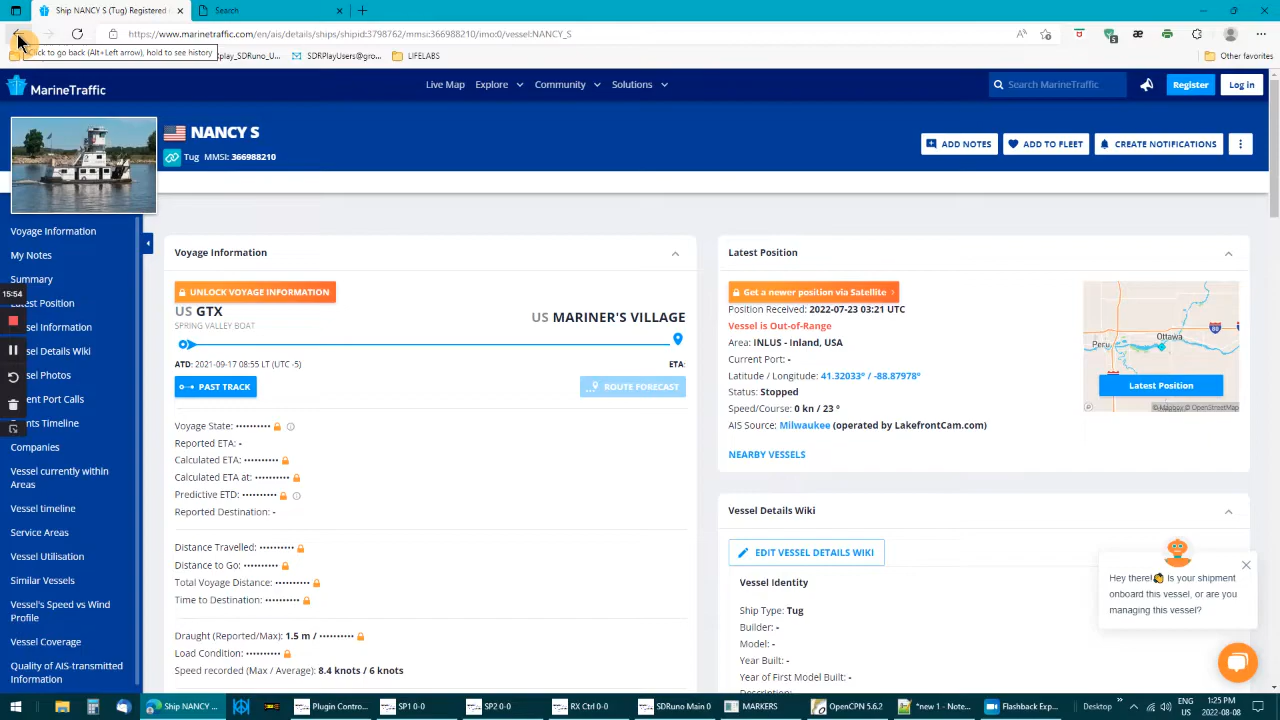 Ship NANCY S (Tug) Registered
Search
https://www.marinetraffic.com/en/ais/details/ships/shipid:3798762/mmsi:366988210/imo:0/vessel:NANCY_S
Click to go back (Alt+Left arrow), hold to see history
play_SDRuno_U...
SDRplayUsers@gro...
LIFELABS
Other favorites
MarineTraffic
Live Map
Explore
Community
Solutions
Search MarineTraffic
Register
Log in
NANCY S
Tug MMSI: 366988210
ADD NOTES
ADD TO FLEET
CREATE NOTIFICATIONS
Voyage Information
My Notes
Summary
15:54
Latest Position
ssel Information
ssel Details Wiki
ssel Photos
ent Port Calls
nts Timeline
Companies
Vessel currently within
Areas
Vessel timeline
Service Areas
Vessel Utilisation
Similar Vessels
Vessel's Speed vs Wind
Profile
Vessel Coverage
Quality of AIS-transmitted
Information
Voyage Information
UNLOCK VOYAGE INFORMATION
US GTX
SPRING VALLEY BOAT
US MARINER'S VILLAGE
ATD: 2021-09-17 08:55 LT (UTC -5)
ETA:
PAST TRACK
ROUTE FORECAST
Voyage State: ••••••••••
Reported ETA: -
Calculated ETA: ••••••••••
Calculated ETA at: ••••••••••
Predictive ETD: ••••••••••
Reported Destination: -
Distance Travelled: ••••••••••
Distance to Go: ••••••••••
Total Voyage Distance: ••••••••••
Time to Destination: ••••••••••
Draught (Reported/Max): 1.5 m / ••••••••••
Load Condition: ••••••••••
Speed recorded (Max / Average): 8.4 knots / 6 knots
Latest Position
Get a newer position via Satellite
Position Received: 2022-07-23 03:21 UTC
Vessel is Out-of-Range
Area: INLUS - Inland, USA
Current Port: -
Latitude / Longitude: 41.32033° / -88.87978°
Status: Stopped
Speed/Course: 0 kn / 23 °
AIS Source: Milwaukee (operated by LakefrontCam.com)
NEARBY VESSELS
Peru
Ottawa
80
Latest Position
© Mapbox © OpenStreetMap
Vessel Details Wiki
EDIT VESSEL DETAILS WIKI
Vessel Identity
Ship Type: Tug
Builder: -
Model: -
Year Built: -
Year of First Model Built: -
Description:
Hey there!👋 Is your shipment
onboard this vessel, or are you
managing this vessel?
Ship NANCY ...
Plugin Contro...
SP1 0-0
SP2 0-0
RX Ctrl 0-0
SDRuno Main 0
MARKERS
OpenCPN 5.6.2
*new 1 - Note...
Flashback Exp...
Desktop
ENG
US
1:25 PM
2022-08-08